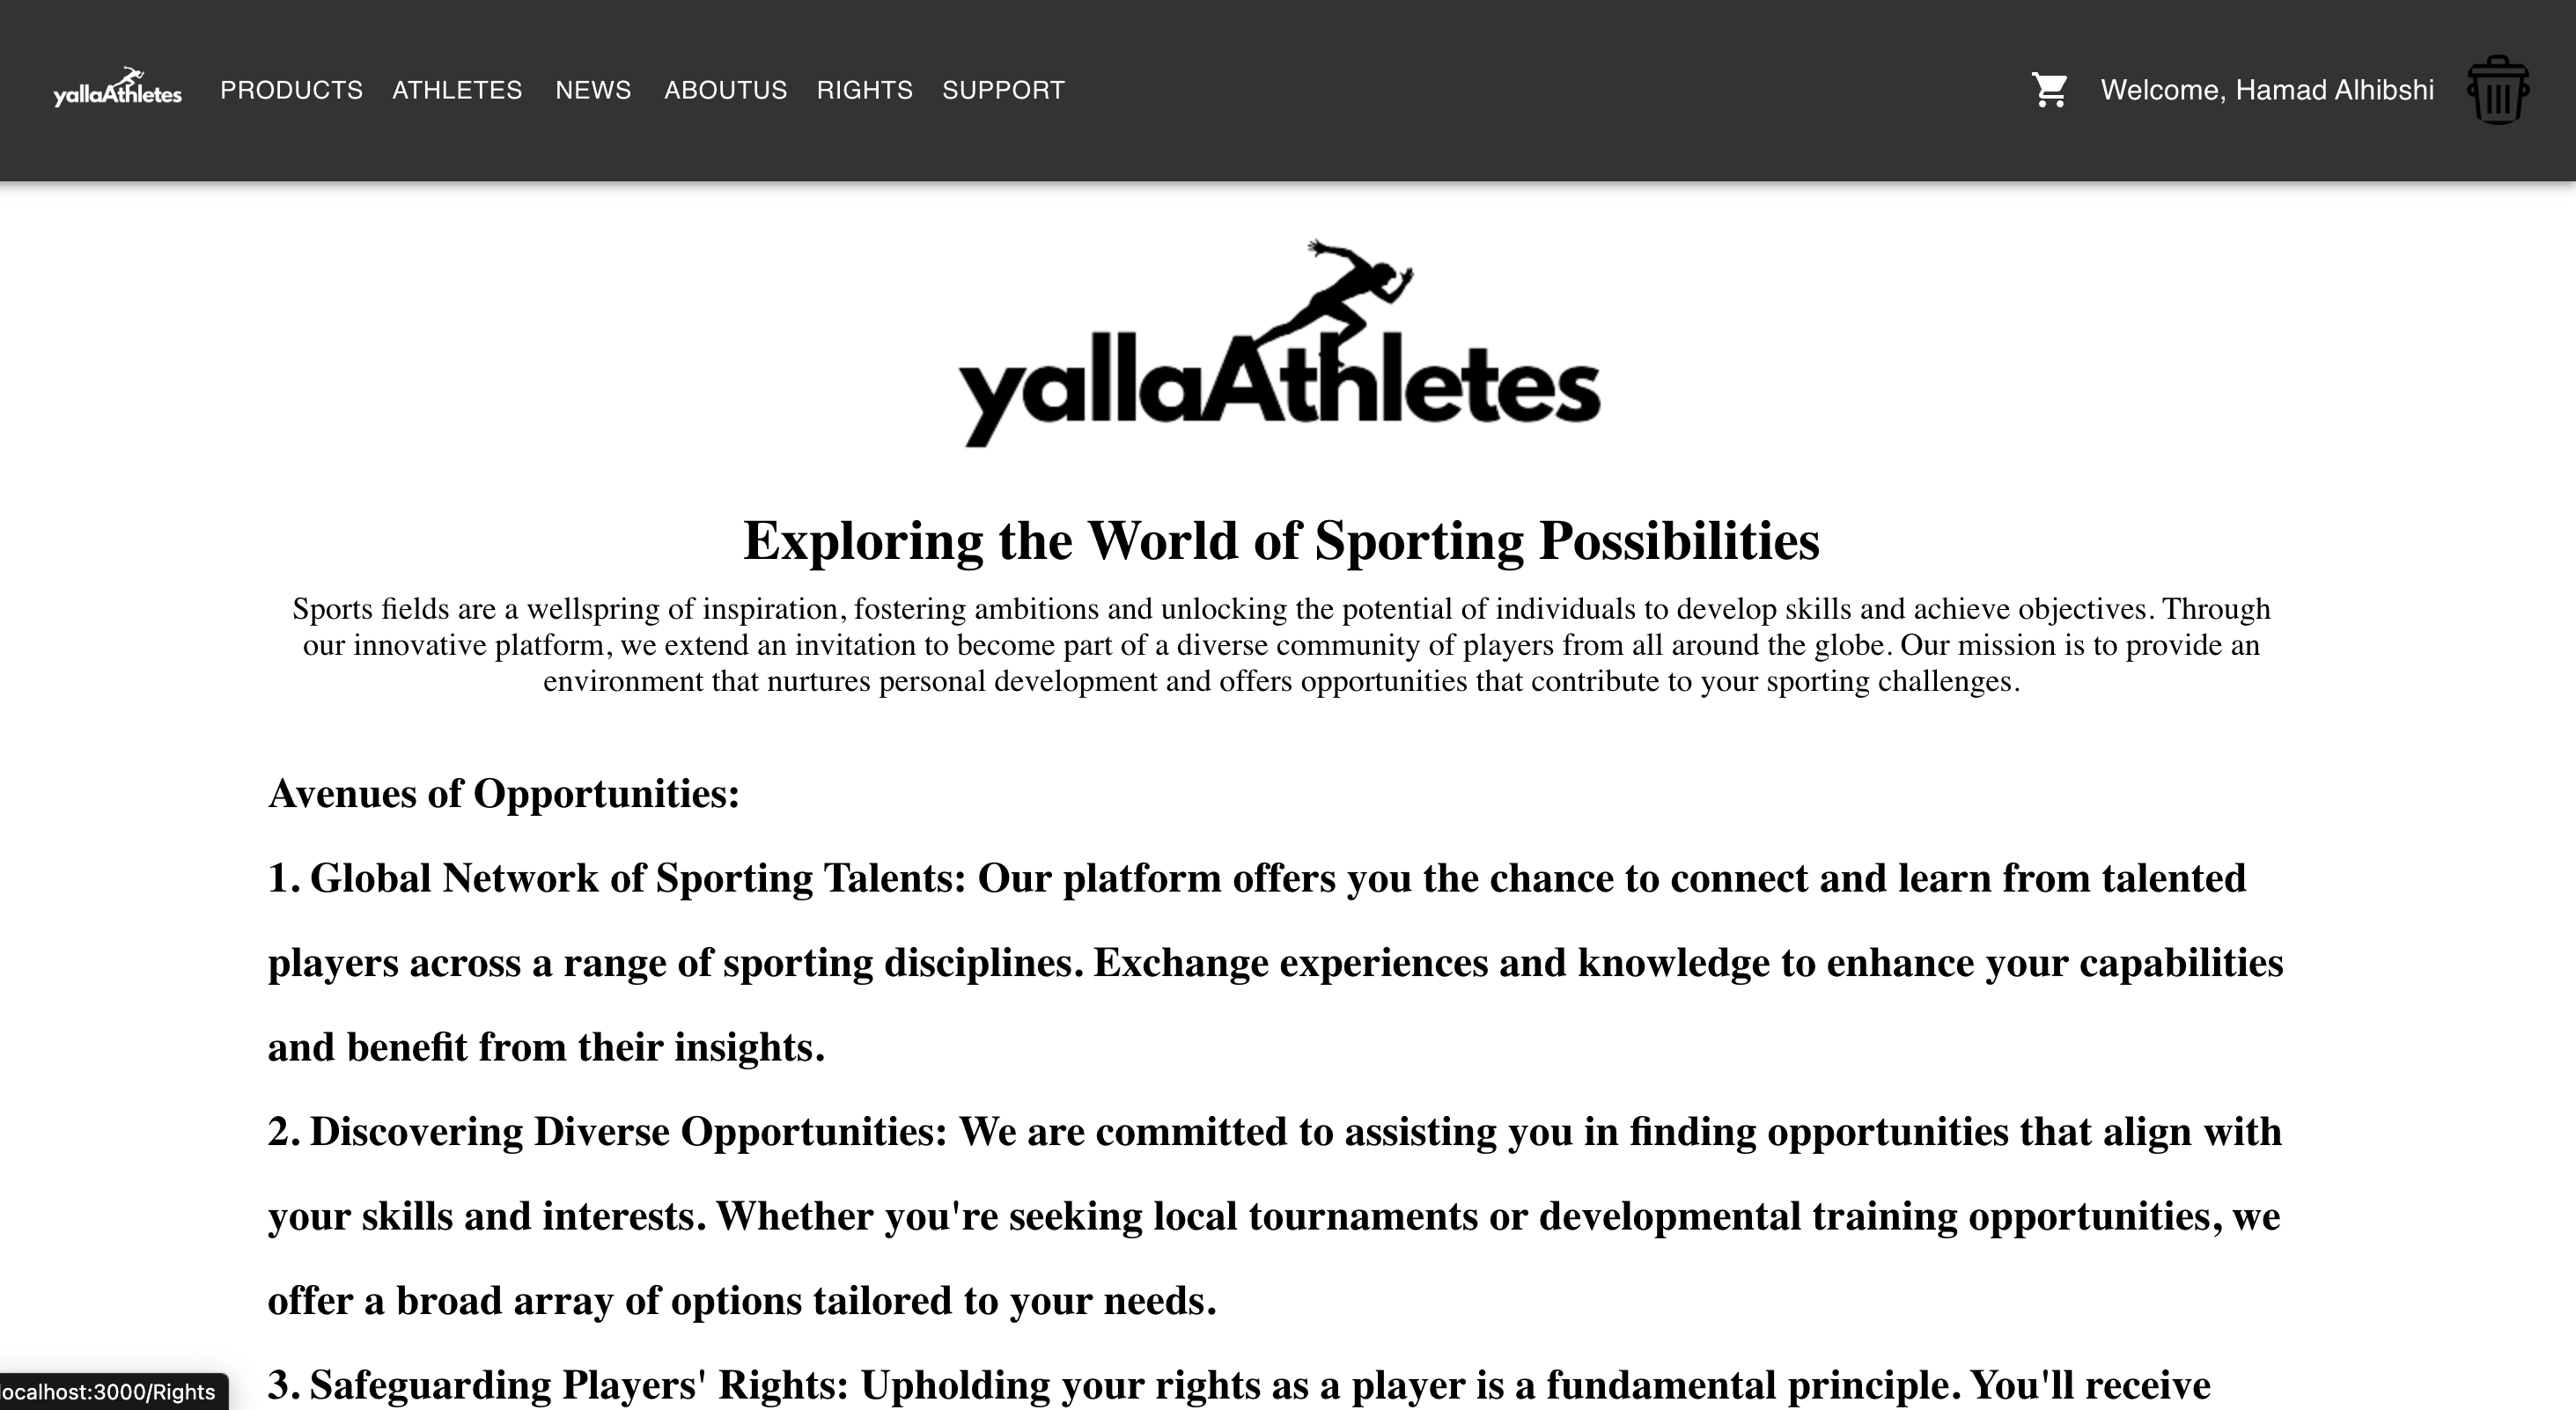 yallaAthletes PRODUCTS ATHLETES NEWS ABOUTUS RIGHTS SUPPORT Welcome, Hamad Alhibshi
yallaAthletes
Exploring the World of Sporting Possibilities
Sports fields are a wellspring of inspiration, fostering ambitions and unlocking the potential of individuals to develop skills and achieve objectives. Through
our innovative platform, we extend an invitation to become part of a diverse community of players from all around the globe. Our mission is to provide an
environment that nurtures personal development and offers opportunities that contribute to your sporting challenges.
Avenues of Opportunities:
1. Global Network of Sporting Talents: Our platform offers you the chance to connect and learn from talented
players across a range of sporting disciplines. Exchange experiences and knowledge to enhance your capabilities
and benefit from their insights.
2. Discovering Diverse Opportunities: We are committed to assisting you in finding opportunities that align with
your skills and interests. Whether you're seeking local tournaments or developmental training opportunities, we
offer a broad array of options tailored to your needs.
3. Safeguarding Players' Rights: Upholding your rights as a player is a fundamental principle. You'll receive
localhost:3000/Rights